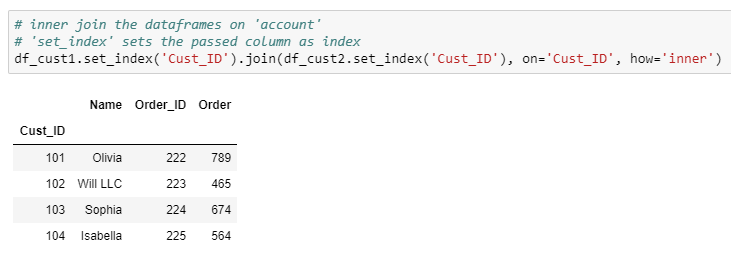 # inner join the dataframes on 'account'
# 'set_index' sets the passed column as index
df_cust1.set_index('Cust_ID').join(df_cust2.set_index('Cust_ID'), on='Cust_ID', how='inner')
Name Order_ID Order
Cust_ID
101 Olivia 222 789
102 Will LLC 223 465
103 Sophia 224 674
104 Isabella 225 564